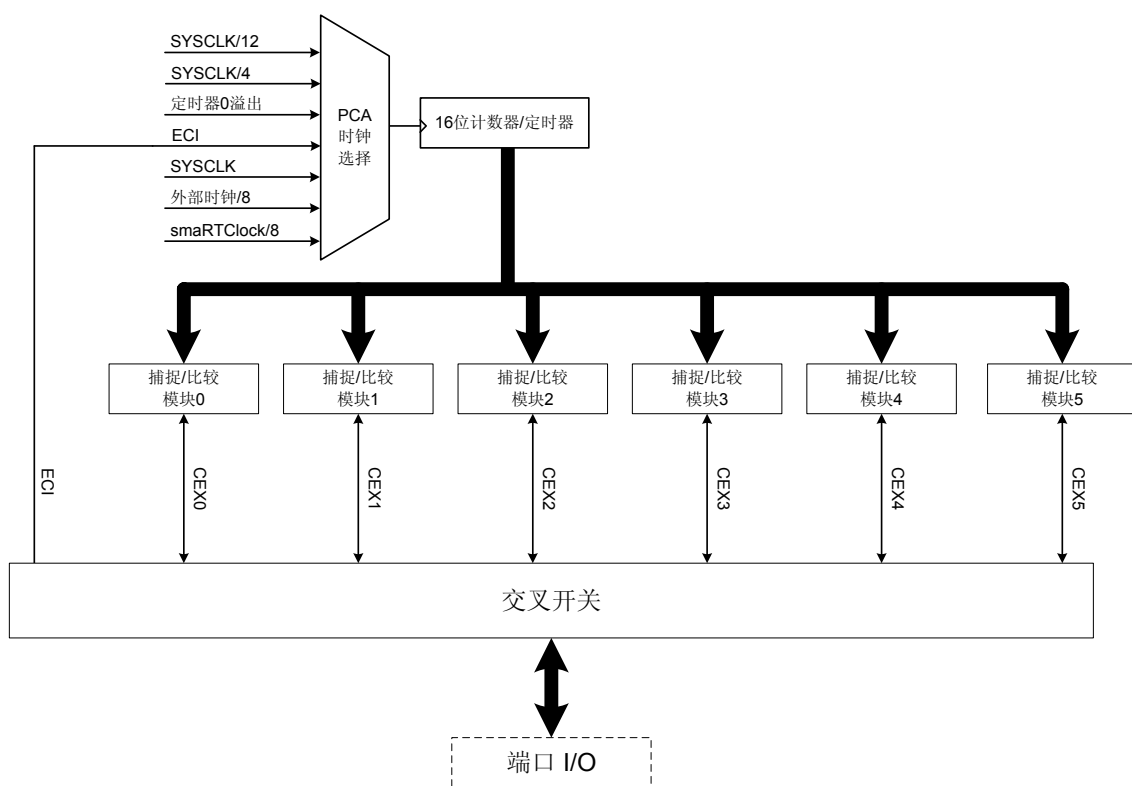 SYSCLK/12
SYSCLK/4
定时器0溢出
ECI
SYSCLK
外部时钟/8
smaRTClock/8
PCA
时钟
选择
16位计数器/定时器
捕捉/比较
模块0
捕捉/比较
模块1
捕捉/比较
模块2
捕捉/比较
模块3
捕捉/比较
模块4
捕捉/比较
模块5
ECI
CEX0
CEX1
CEX2
CEX3
CEX4
CEX5
交叉开关
端口 I/O